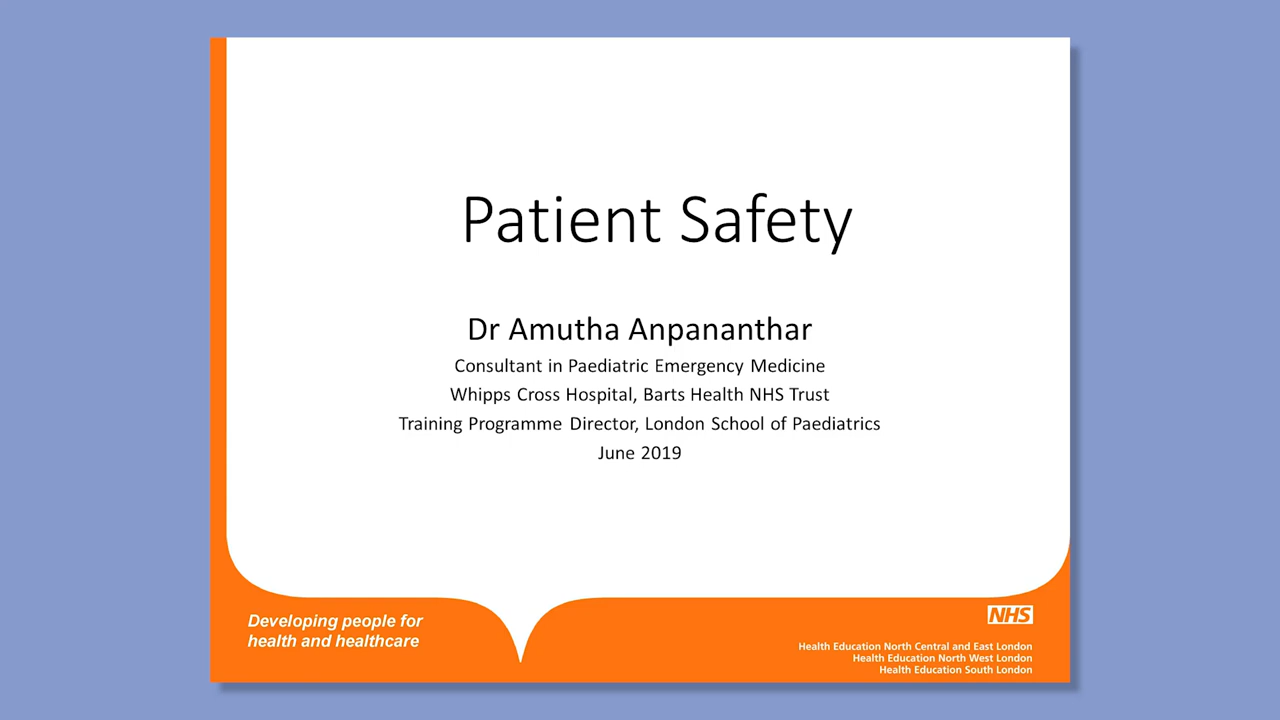 Patient Safety
Dr Amutha Anpananthar
Consultant in Paediatric Emergency Medicine
Whipps Cross Hospital, Barts Health NHS Trust
Training Programme Director, London School of Paediatrics
June 2019
Developing people for
health and healthcare
NHS
Health Education North Central and East London
Health Education North West London
Health Education South London